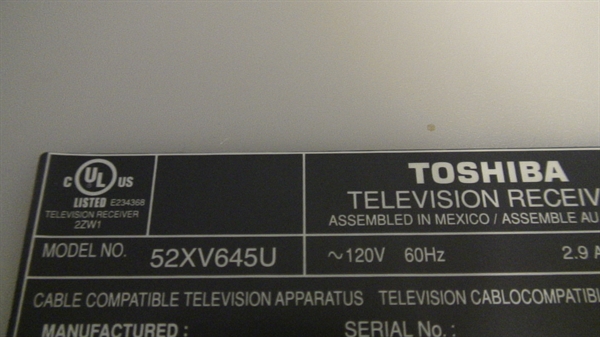 C UL US
LISTED E234368
TELEVISION RECEIVER
2ZW1
TOSHIBA
TELEVISION RECEIV
ASSEMBLED IN MEXICO / ASSEMBLE AU
MODEL NO. 52XV645U
~120V 60Hz 2.9 A
CABLE COMPATIBLE TELEVISION APPARATUS TELEVISION CABLOCOMPATIBL
MANUFACTURED: SERIAL No.: